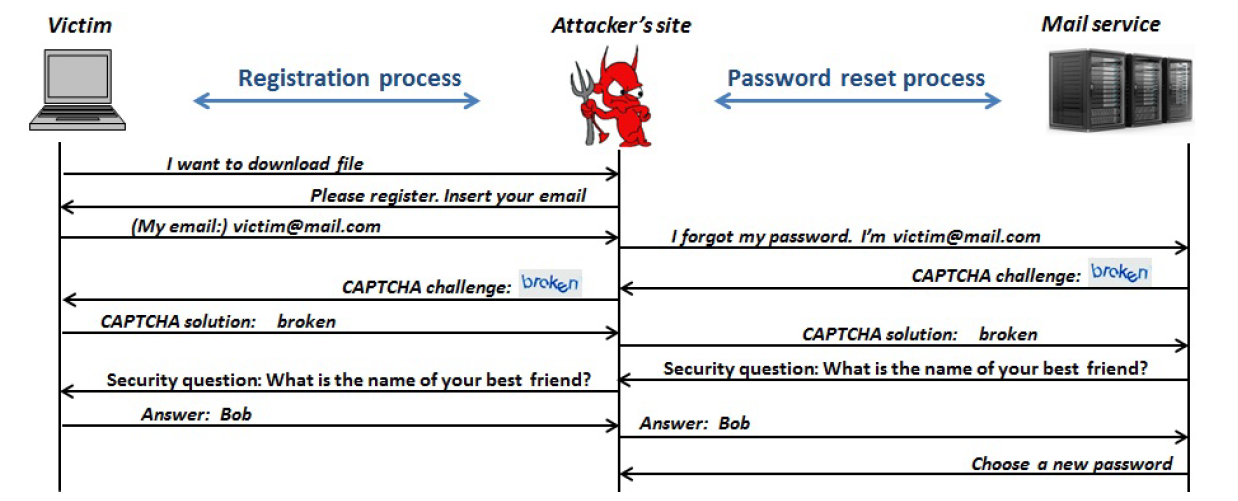 Victim
Attacker's site
Mail service
Registration process
Password reset process
I want to download file
Please register. Insert your email
(My email:) victim@mail.com
I forgot my password. I'm victim@mail.com
CAPTCHA challenge: broken
CAPTCHA challenge: broken
CAPTCHA solution: broken
CAPTCHA solution: broken
Security question: What is the name of your best friend?
Security question: What is the name of your best friend?
Answer: Bob
Answer: Bob
Choose a new password